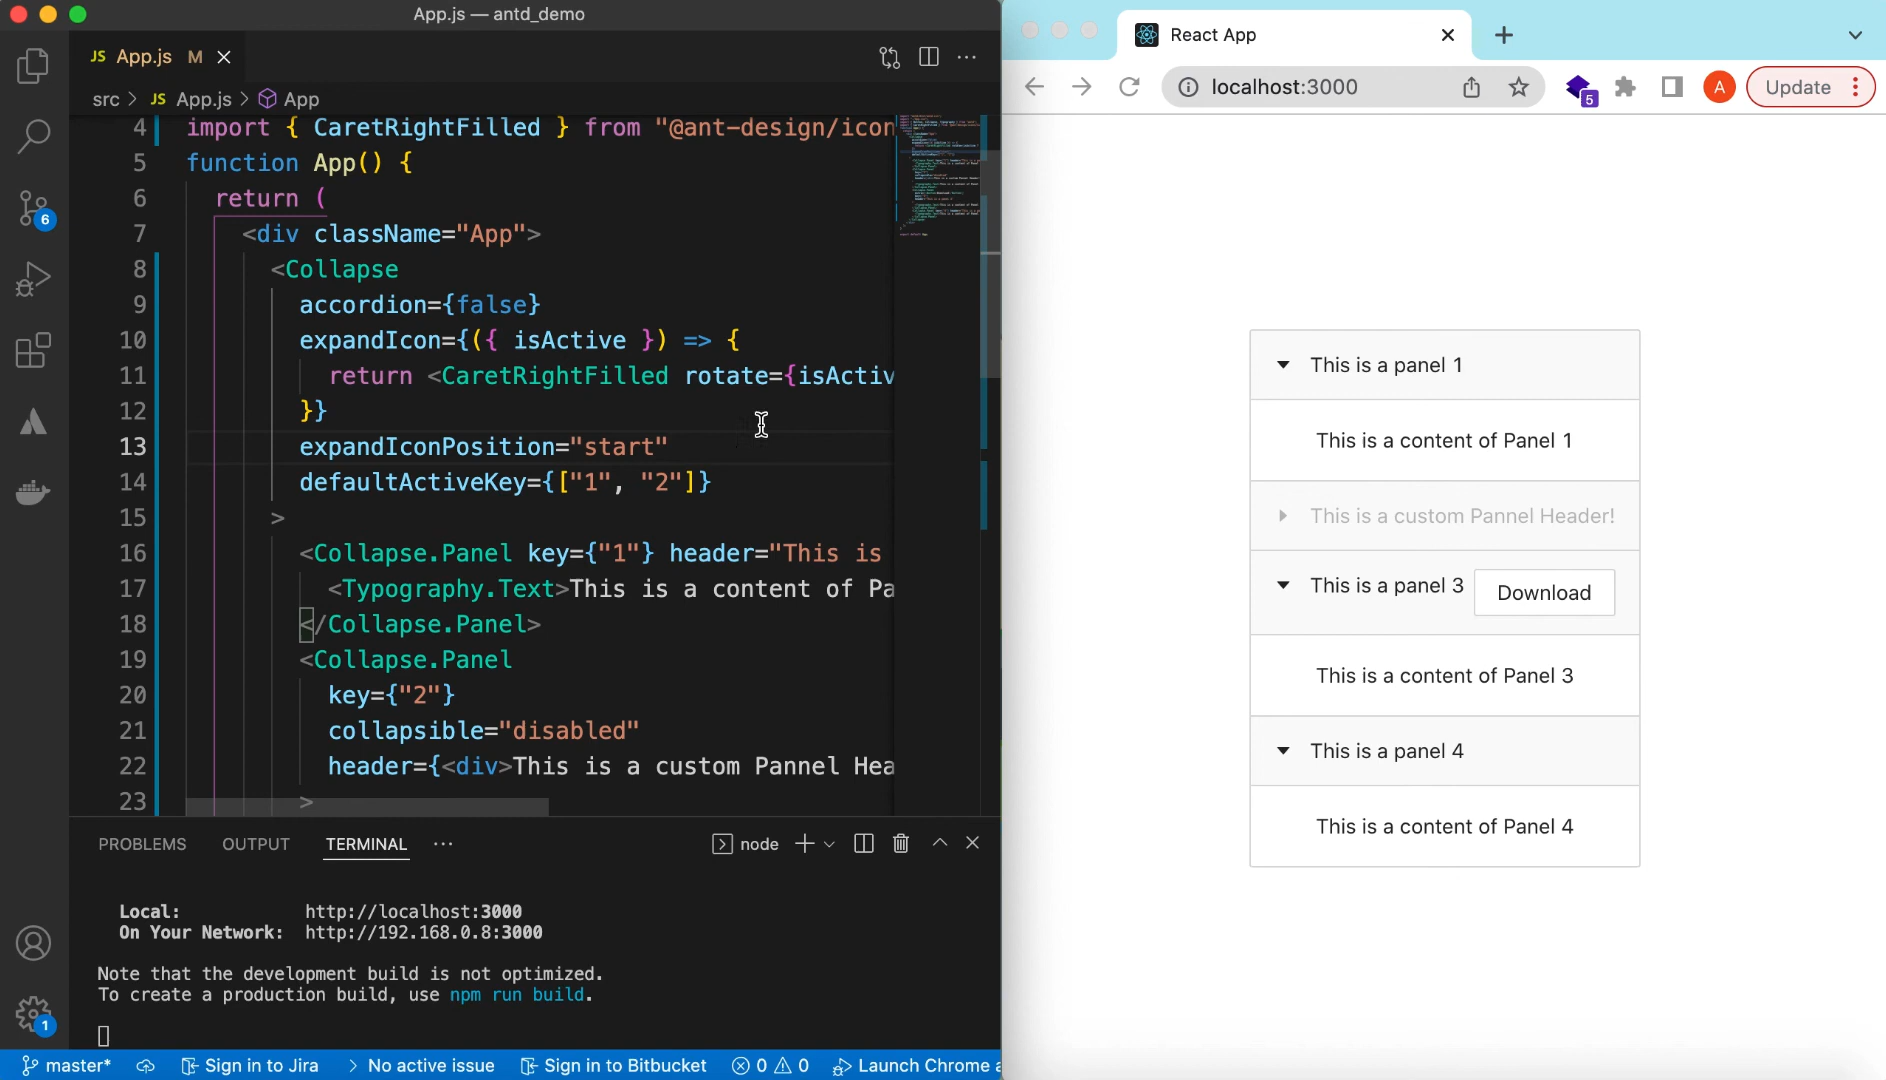 App.js — antd_demo
JS App.js M
src > JS App.js > App
4 import { CaretRightFilled } from "@ant-design/icon
5 function App() {
6 return (
7 <div className="App">
8 <Collapse
9 accordion={false}
10 expandIcon={({ isActive }) => {
11 return <CaretRightFilled rotate={isActiv
12 }}
13 expandIconPosition="start"
14 defaultActiveKey={["1", "2"]}
15 >
16 <Collapse.Panel key={"1"} header="This is
17 <Typography.Text>This is a content of Pa
18 </Collapse.Panel>
19 <Collapse.Panel
20 key={"2"}
21 collapsible="disabled"
22 header={<div>This is a custom Pannel Hea
23 >
6
1
PROBLEMS OUTPUT TERMINAL ··· node
Local: http://localhost:3000
On Your Network: http://192.168.0.8:3000
Note that the development build is not optimized.
To create a production build, use npm run build.
master* Sign in to Jira > No active issue Sign in to Bitbucket 0 0 Launch Chrome a
React App
localhost:3000 5 A Update
This is a panel 1
This is a content of Panel 1
This is a custom Pannel Header!
This is a panel 3 Download
This is a content of Panel 3
This is a panel 4
This is a content of Panel 4